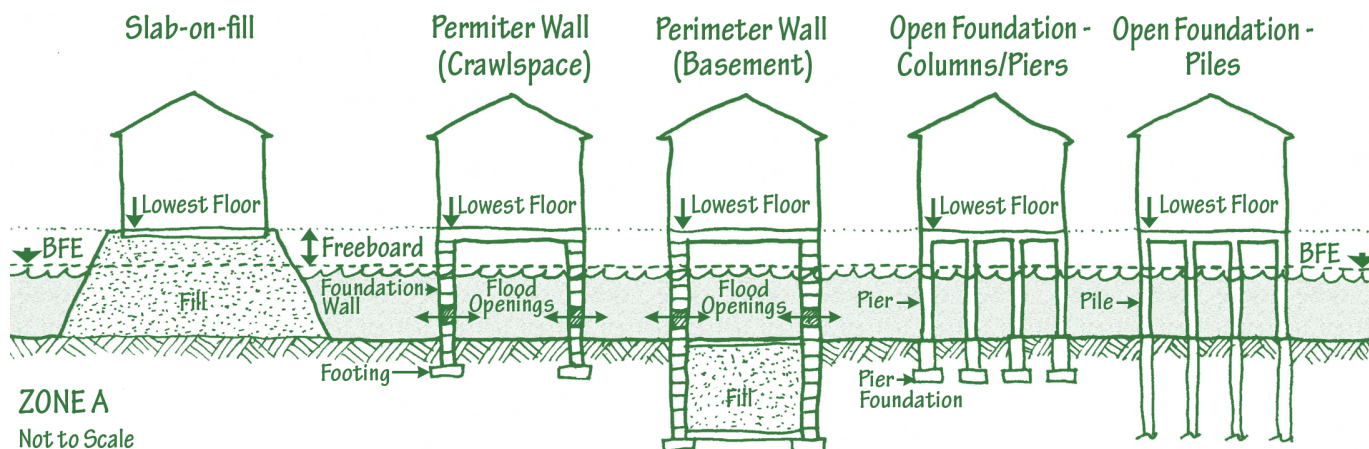 Slab-on-fill
Permiter Wall
(Crawlspace)
Perimeter Wall
(Basement)
Open Foundation -
Columns/Piers
Open Foundation -
Piles
Lowest Floor
Lowest Floor
Lowest Floor
Lowest Floor
Lowest Floor
BFE
Freeboard
BFE
Fill
Foundation
Wall
Flood
Openings
Flood
Openings
Pier
Pile
Footing
Fill
Pier
Foundation
ZONE A
Not to Scale